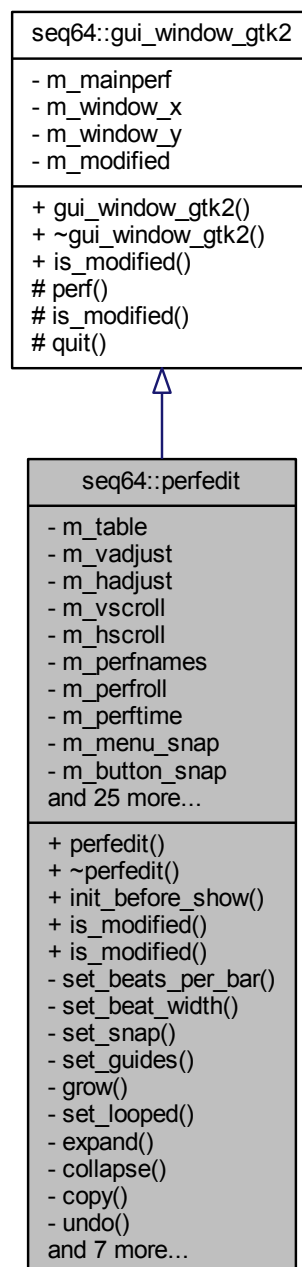 seq64::gui_window_gtk2
- m_mainperf
- m_window_x
- m_window_y
- m_modified
+ gui_window_gtk2()
+ ~gui_window_gtk2()
+ is_modified()
# perf()
# is_modified()
# quit()
seq64::perfedit
- m_table
- m_vadjust
- m_hadjust
- m_vscroll
- m_hscroll
- m_perfnames
- m_perfroll
- m_perftime
- m_menu_snap
- m_button_snap
and 25 more...
+ perfedit()
+ ~perfedit()
+ init_before_show()
+ is_modified()
+ is_modified()
- set_beats_per_bar()
- set_beat_width()
- set_snap()
- set_guides()
- grow()
- set_looped()
- expand()
- collapse()
- copy()
- undo()
and 7 more...